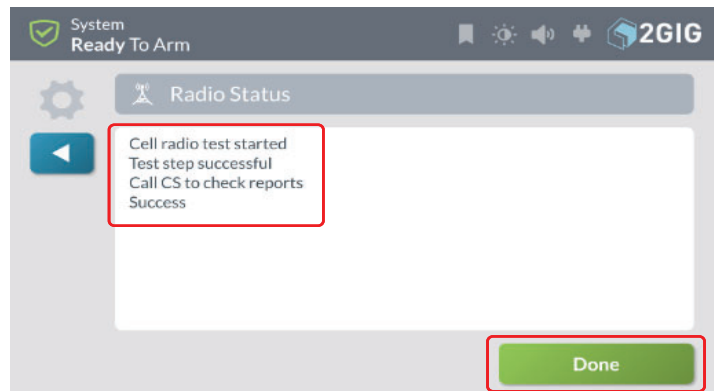 System
Ready To Arm
2GIG
Radio Status
Cell radio test started
Test step successful
Call CS to check reports
Success
Done